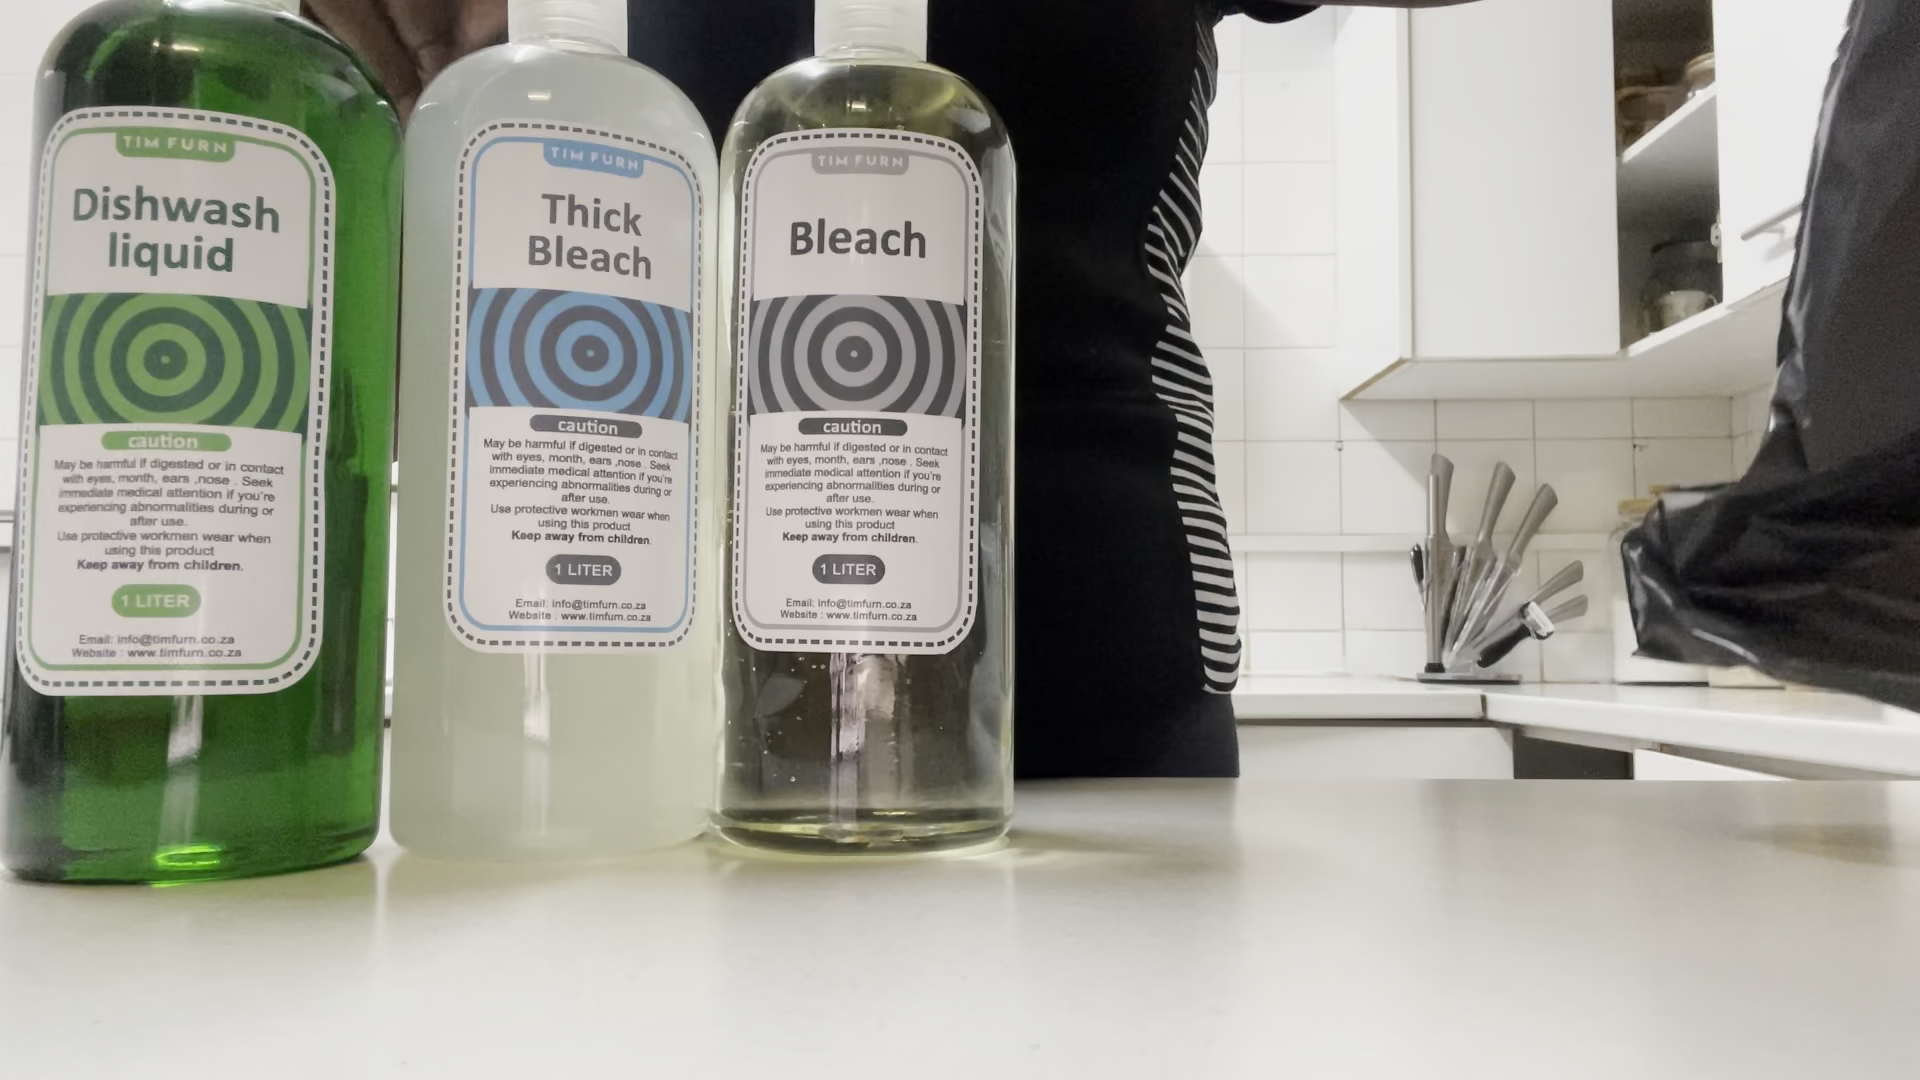 TIM FURN
Dishwash
liquid
caution
May be harmful if digested or in contact
with eyes, month, ears ,nose . Seek
immediate medical attention if you're
experiencing abnormalities during or
after use.
Use protective workmen wear when
using this product
Keep away from children.
1 LITER
Email: info@timfurn.co.za
Website : www.timfurn.co.za
TIM FURN
Thick
Bleach
caution
May be harmful if digested or in contact
with eyes, month, ears ,nose . Seek
immediate medical attention if you're
experiencing abnormalities during or
after use.
Use protective workmen wear when
using this product
Keep away from children.
1 LITER
Email: info@timfurn.co.za
Website : www.timfurn.co.za
TIM FURN
Bleach
caution
May be harmful if digested or in contact
with eyes, month, ears ,nose . Seek
immediate medical attention if you're
experiencing abnormalities during or
after use.
Use protective workmen wear when
using this product
Keep away from children.
1 LITER
Email: info@timfurn.co.za
Website : www.timfurn.co.za